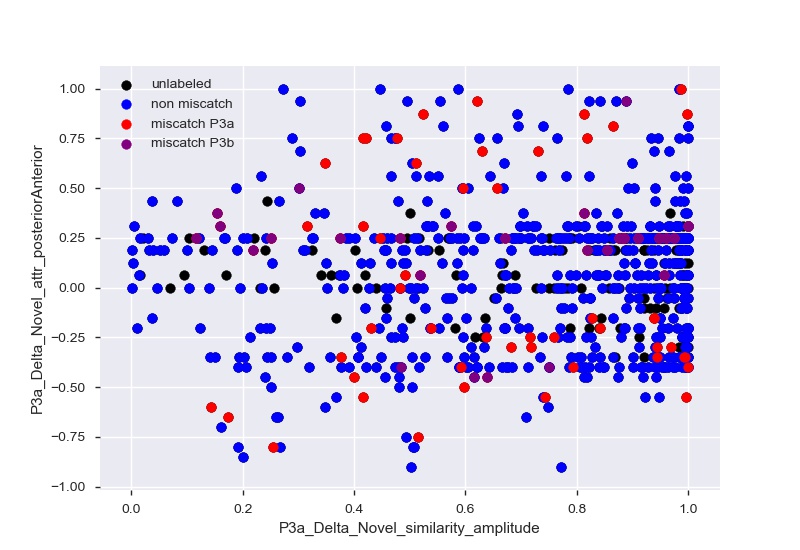 unlabeled
non miscatch
miscatch P3a
miscatch P3b
1.00
0.75
0.50
0.25
0.00
−0.25
−0.50
−0.75
−1.00
P3a_Delta_Novel_attr_posteriorAnterior
0.0 0.2 0.4 0.6 0.8 1.0
P3a_Delta_Novel_similarity_amplitude